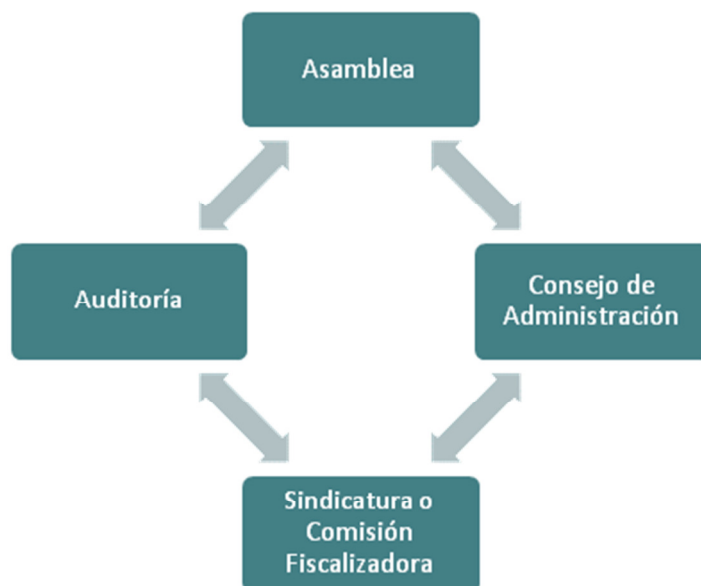 Asamblea
Auditoría
Consejo de
Administración
Sindicatura o
Comisión
Fiscalizadora